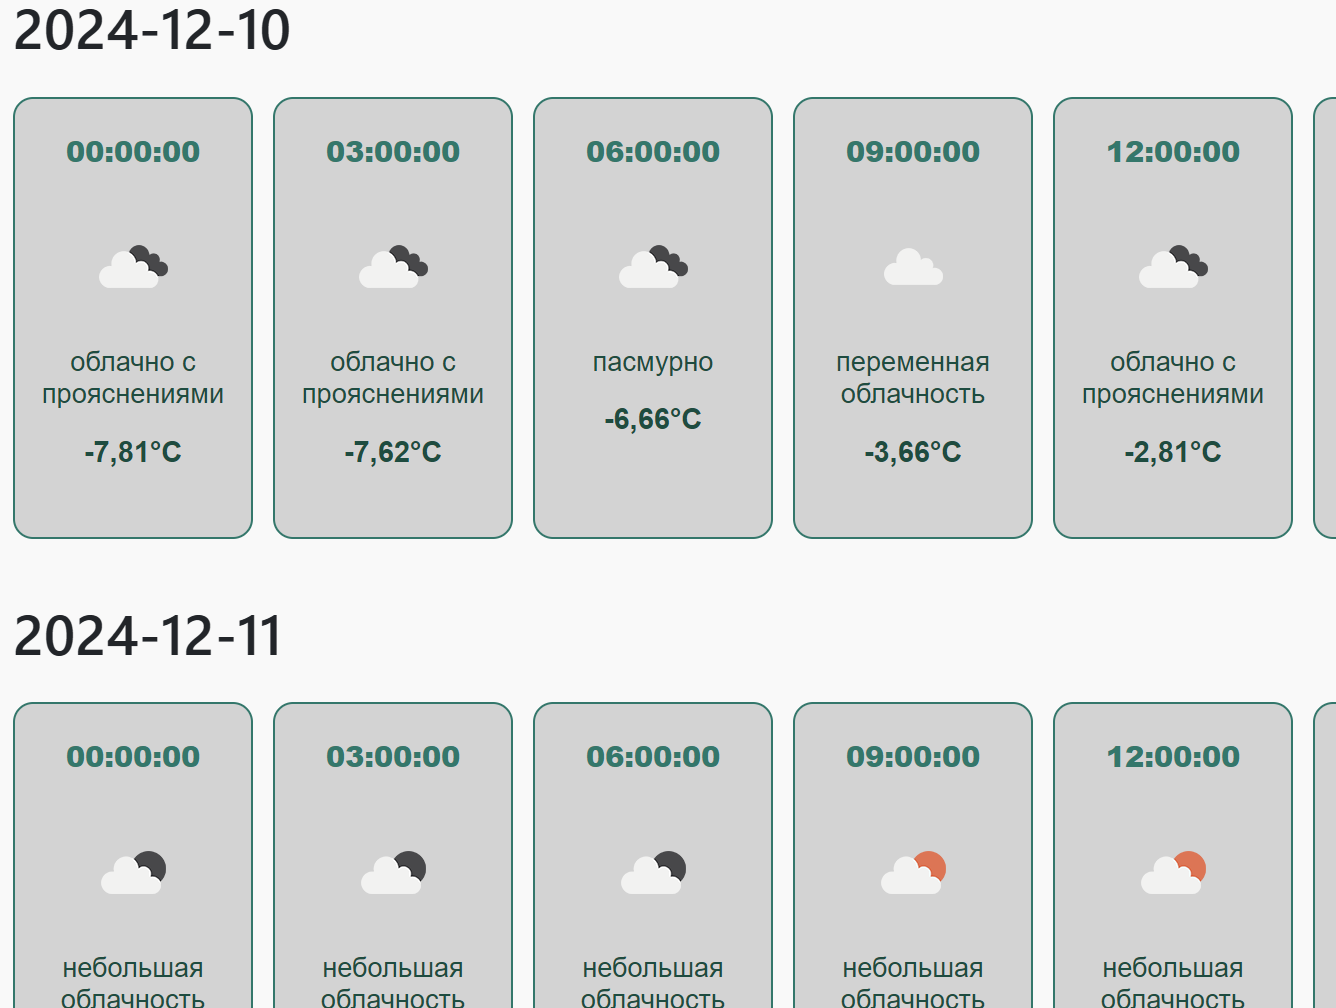 2024-12-10
00:00:00
облачно с
прояснениями
-7,81°C
03:00:00
облачно с
прояснениями
-7,62°C
06:00:00
пасмурно
-6,66°C
09:00:00
переменная
облачность
-3,66°C
12:00:00
облачно с
прояснениями
-2,81°C
2024-12-11
00:00:00
небольшая
облачность
03:00:00
небольшая
облачность
06:00:00
небольшая
облачность
09:00:00
небольшая
облачность
12:00:00
небольшая
облачность